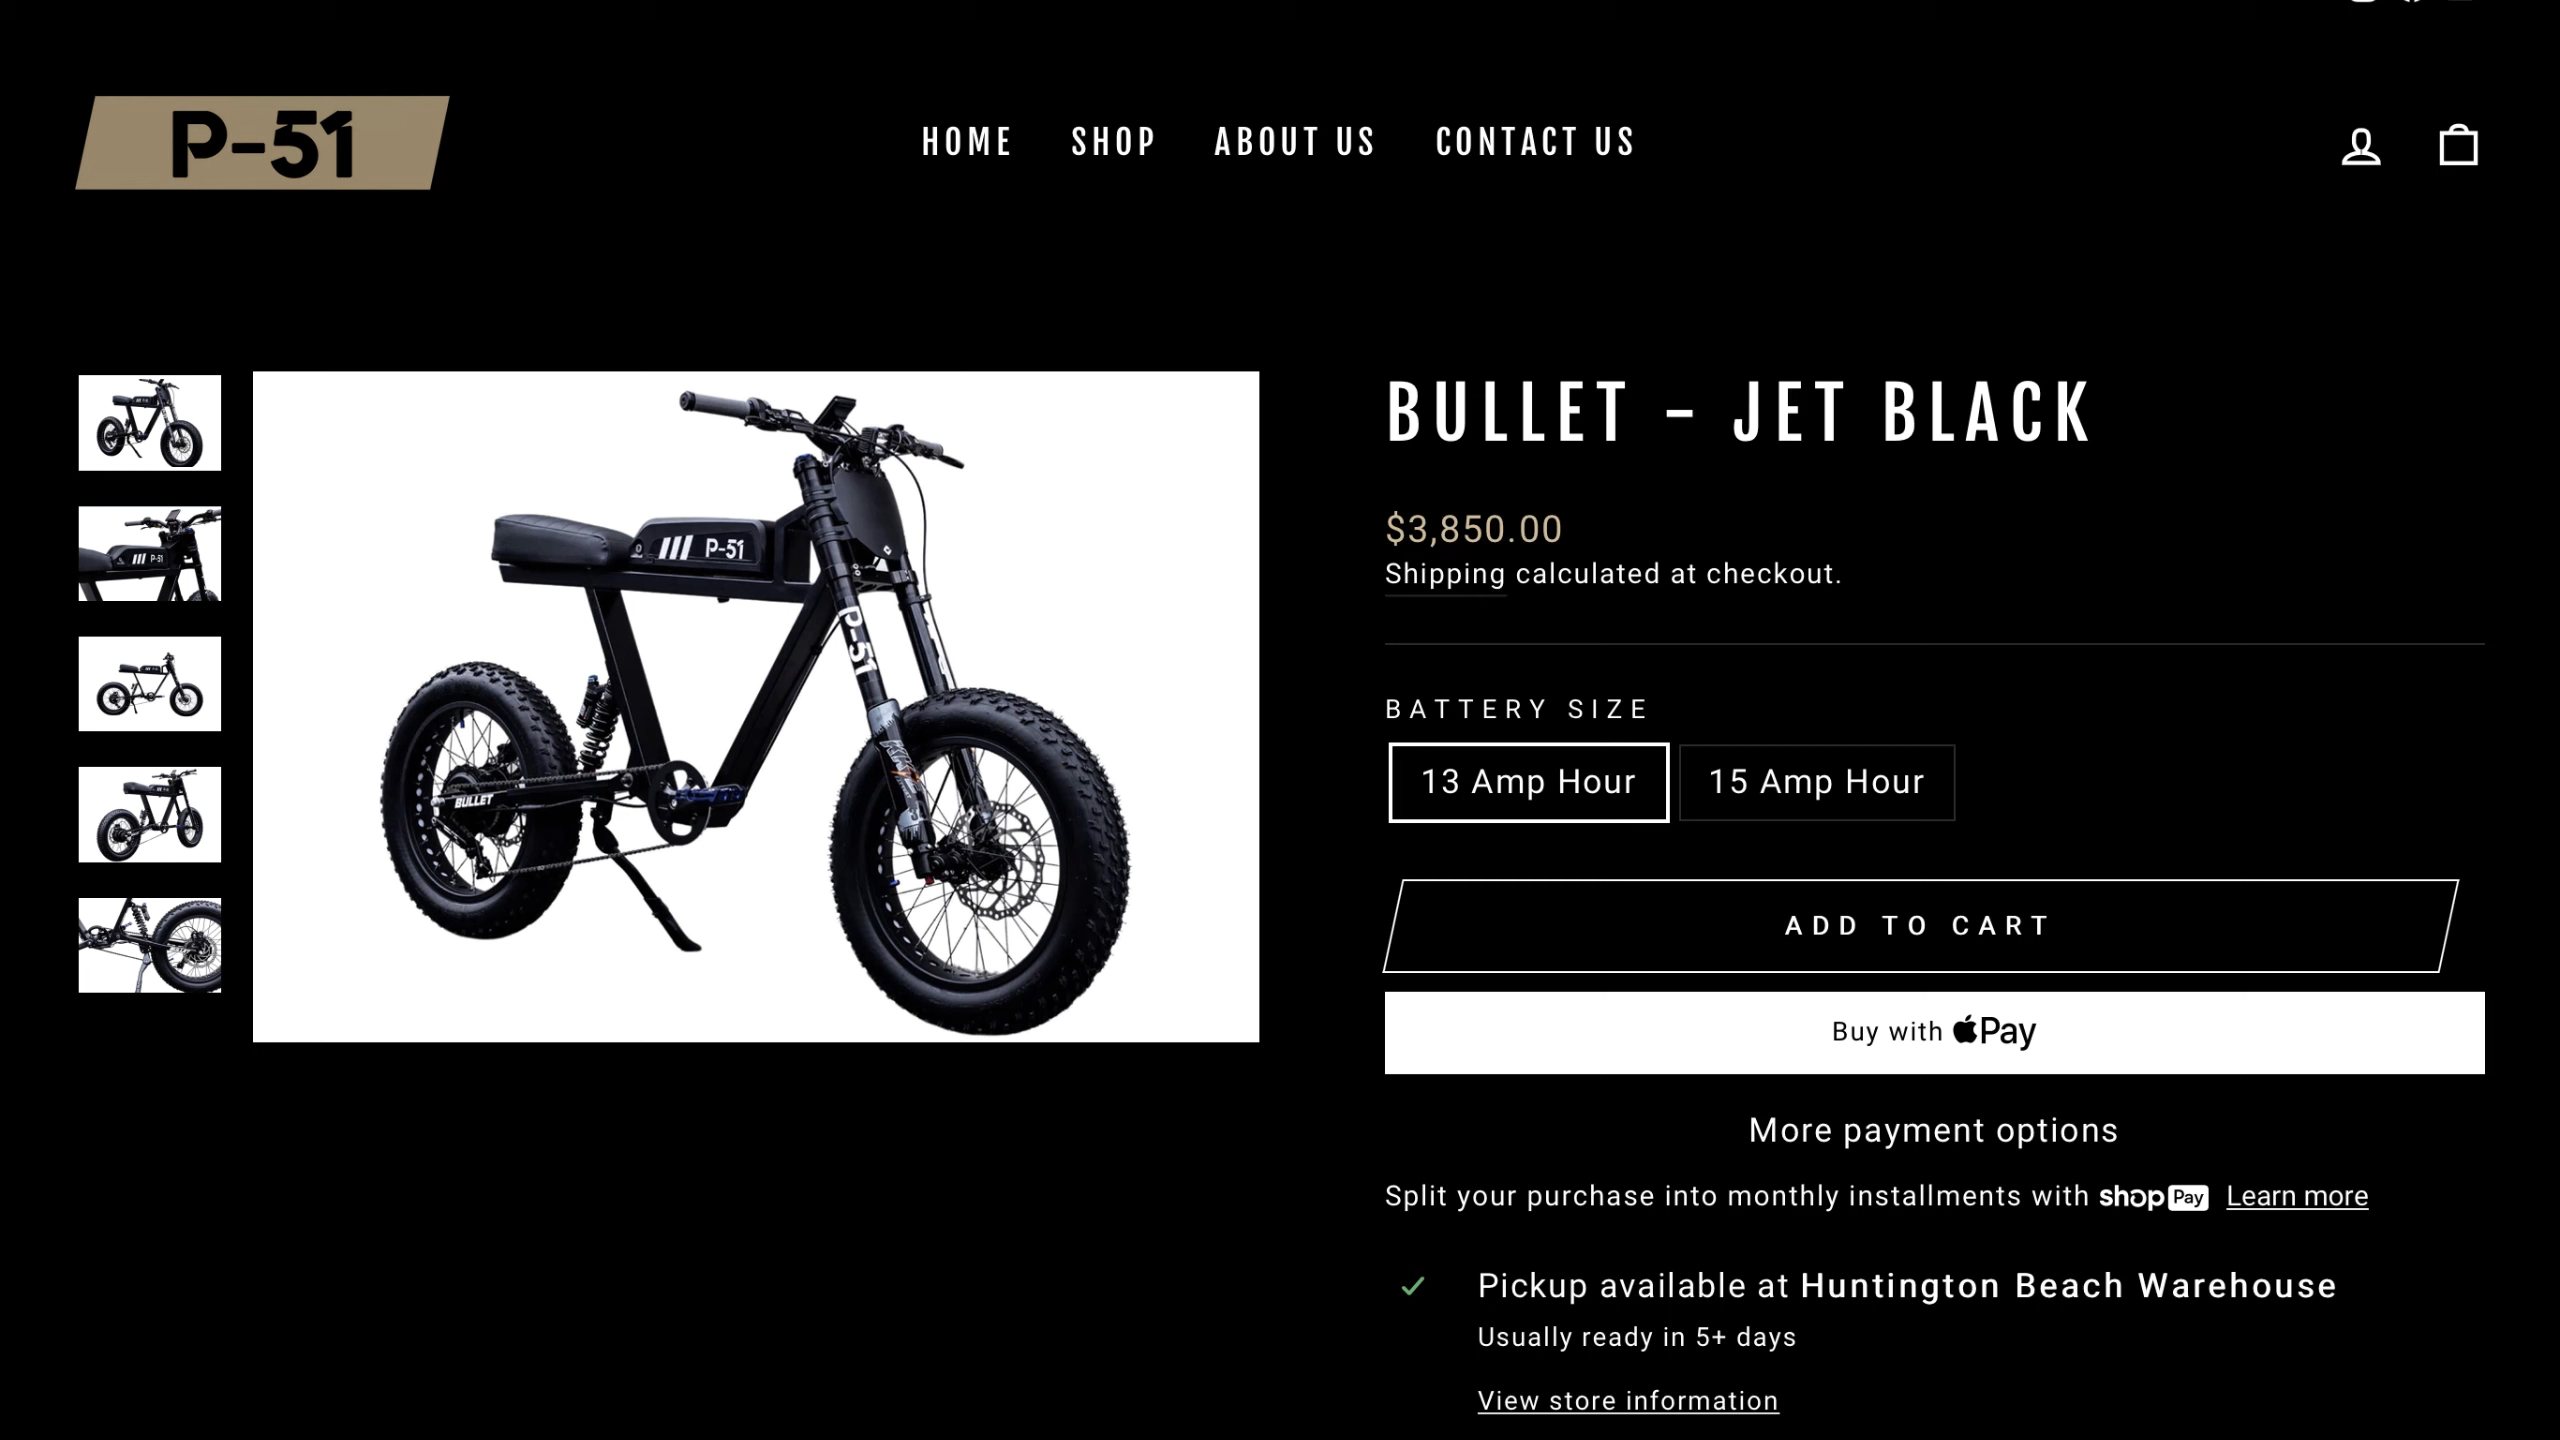 P-51
HOME SHOP ABOUT US CONTACT US
P-51
P-51
BULLET
BULLET - JET BLACK
$3,850.00
Shipping calculated at checkout.
BATTERY SIZE
13 Amp Hour 15 Amp Hour
ADD TO CART
Buy with Pay
More payment options
Split your purchase into monthly installments with shop Pay Learn more
Pickup available at Huntington Beach Warehouse
Usually ready in 5+ days
View store information